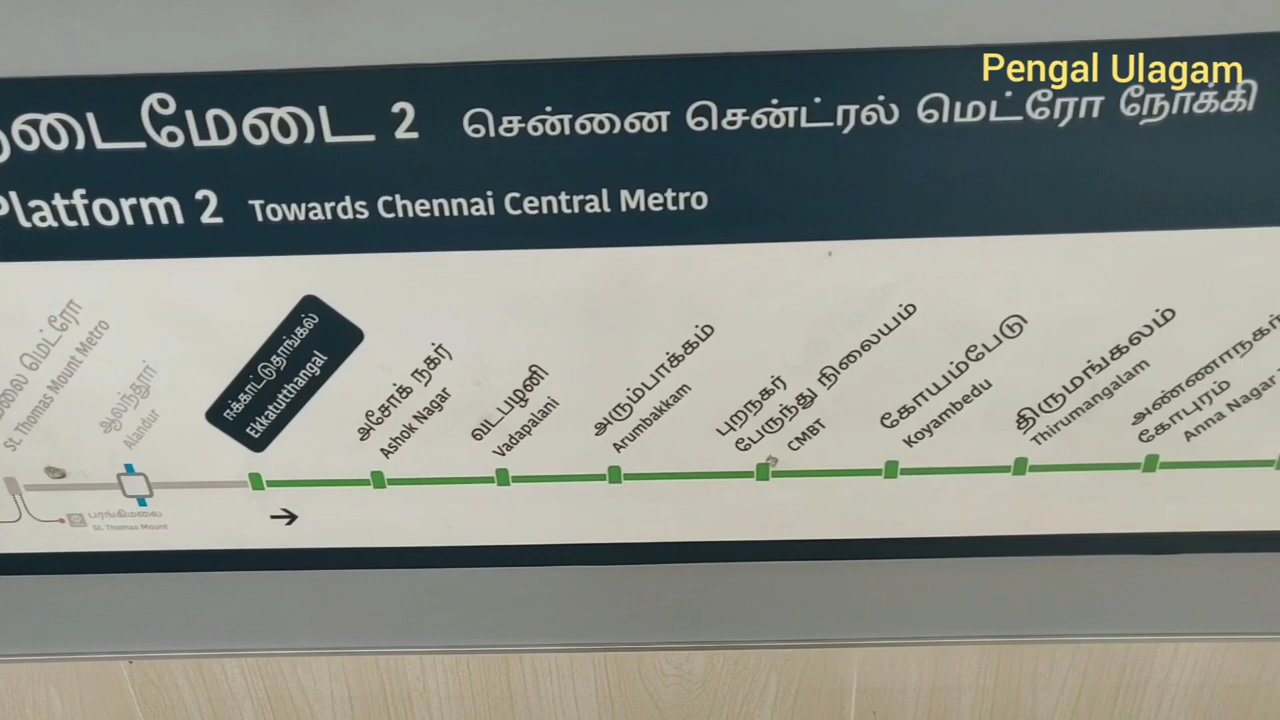 Pengal Ulagam
நடைமேடை 2 சென்னை சென்ட்ரல் மெட்ரோ நோக்கி
Platform 2 Towards Chennai Central Metro
மெட்ரோ
St. Thomas Mount Metro
ஆலந்தூர்
Alandur
ஈக்காட்டுதாங்கல்
Ekkatutthangal
அசோக் நகர்
Ashok Nagar
வடபழனி
Vadapalani
அரும்பாக்கம்
Arumbakkam
புறநகர்
பேருந்து நிலையம்
CMBT
கோயம்பேடு
Koyambedu
திருமங்கலம்
Thirumangalam
அண்ணாநகர்
கோபுரம்
Anna Nagar
பரங்கிமலை
St. Thomas Mount